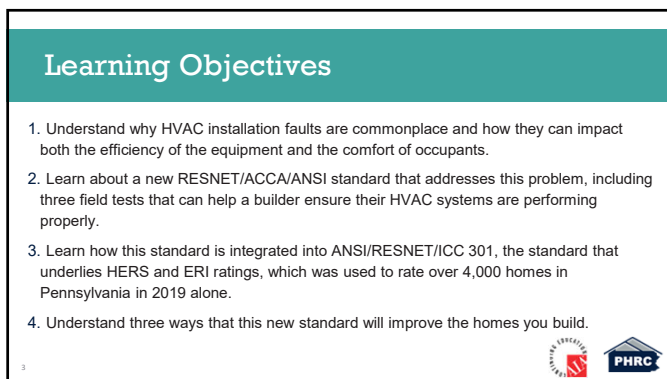 Learning Objectives
1. Understand why HVAC installation faults are commonplace and how they can impact
both the efficiency of the equipment and the comfort of occupants.
2. Learn about a new RESNET/ACCA/ANSI standard that addresses this problem, including
three field tests that can help a builder ensure their HVAC systems are performing
properly.
3. Learn how this standard is integrated into ANSI/RESNET/ICC 301, the standard that
underlies HERS and ERI ratings, which was used to rate over 4,000 homes in
Pennsylvania in 2019 alone.
4. Understand three ways that this new standard will improve the homes you build.
3
CONTINUING EDUCATION
AIA
PHRC